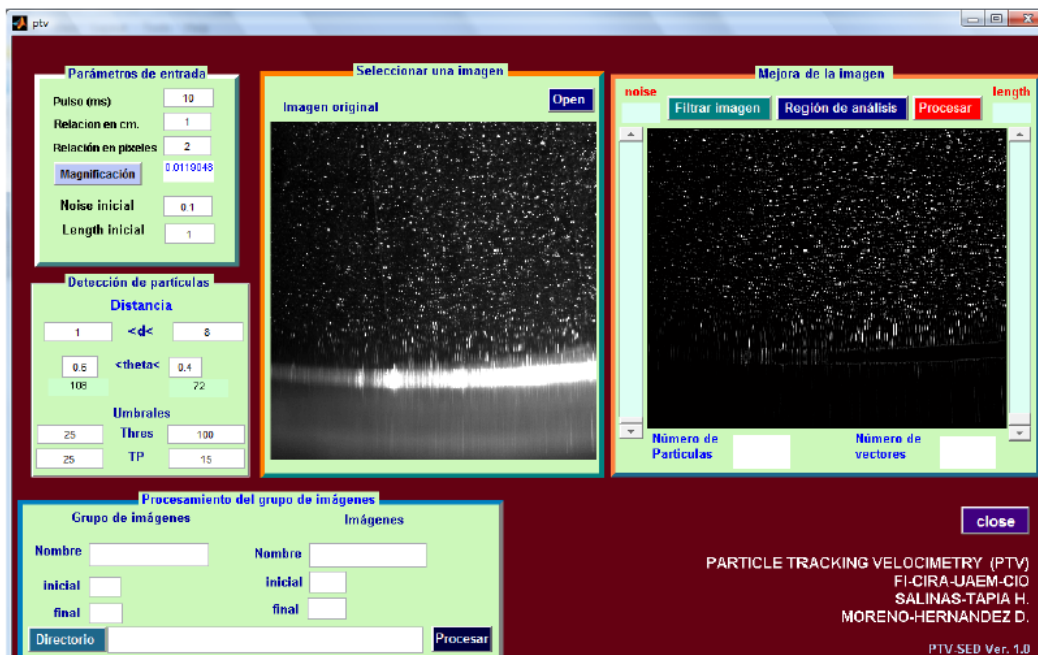 ptv
Parámetros de entrada
Pulso (ms) 10
Relacion en cm. 1
Relación en píxeles 2
Magnificación 0.0119048
Noise inicial 0.1
Length inicial 1
Detección de partículas
Distancia
1 <d< 8
0.6 <theta< 0.4
108 72
Umbrales
25 Thres 100
25 TP 15
Seleccionar una imagen
Imagen original Open
Mejora de la imagen
noise length
Filtrar imagen Región de análisis Procesar
Número de
Partículas
Número de
vectores
Procesamiento del grupo de imágenes
Grupo de imágenes Imágenes
Nombre Nombre
inicial inicial
final final
Directorio Procesar
close
PARTICLE TRACKING VELOCIMETRY (PTV)
FI-CIRA-UAEM-CIO
SALINAS-TAPIA H.
MORENO-HERNANDEZ D.
PTV-SED Ver. 1.0